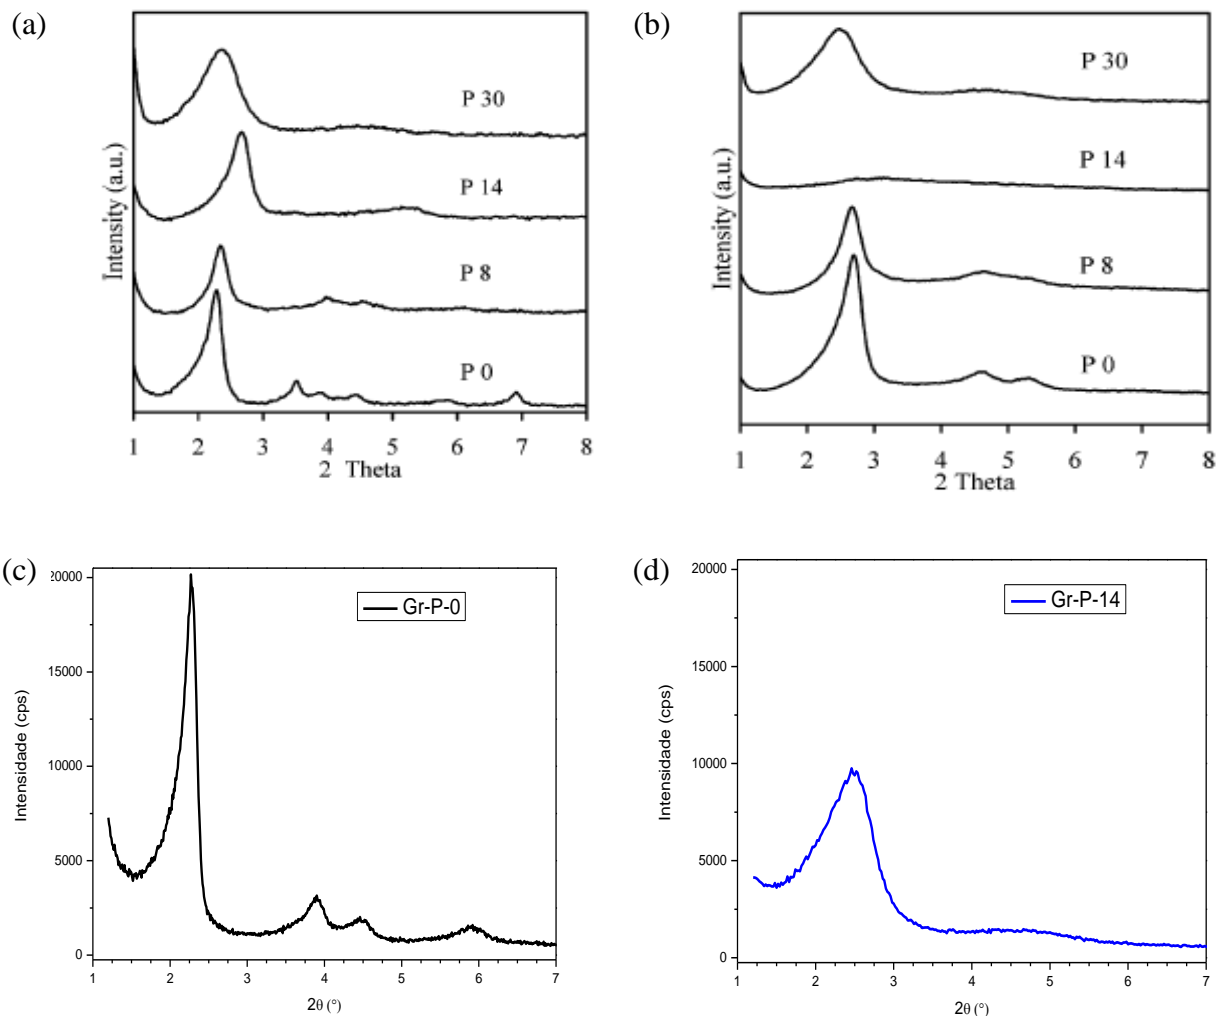 (a)
P 30
P 14
P 8
P 0
Intensity (a.u.)
1 2 3 4 5 6 7 8
2 Theta
(b)
P 30
P 14
P 8
P 0
Intensity (a.u.)
1 2 3 4 5 6 7 8
2 Theta
(c)
Gr-P-0
20000
15000
10000
5000
0
Intensidade (cps)
1 2 3 4 5 6 7
2θ (°)
(d)
Gr-P-14
20000
15000
10000
5000
0
Intensidade (cps)
1 2 3 4 5 6 7
2θ (°)